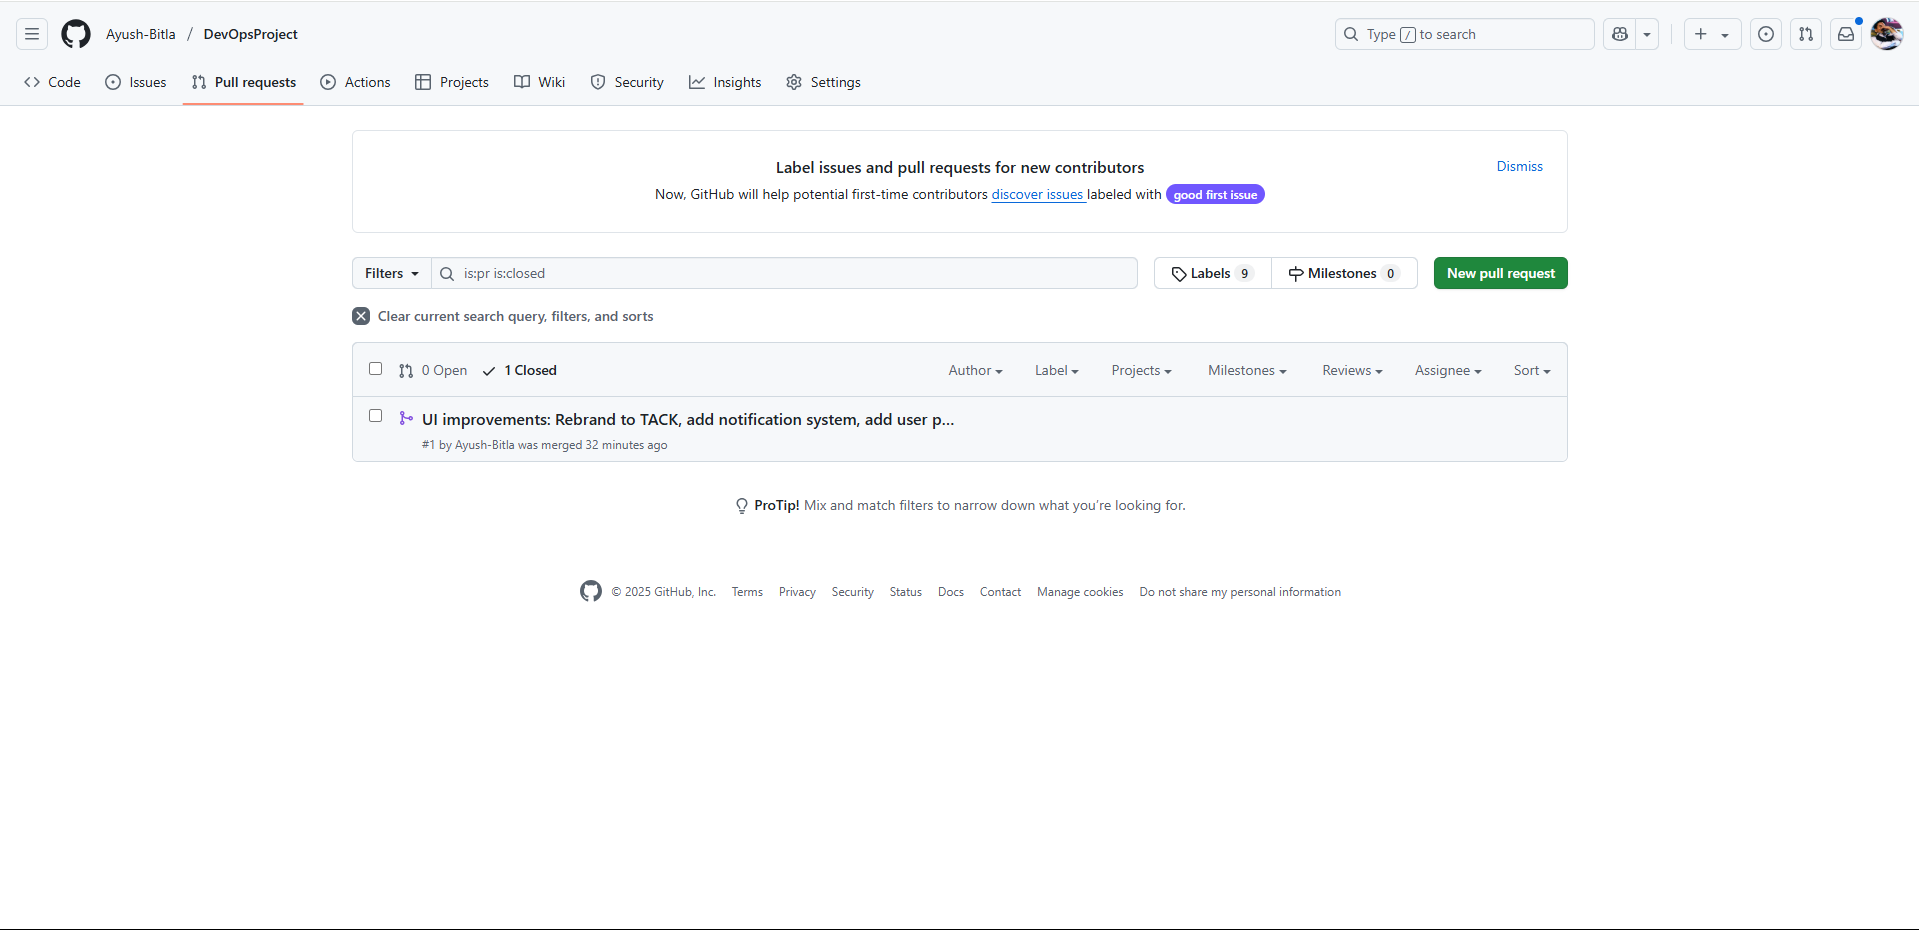 Ayush-Bitla / DevOpsProject
Type / to search
Code Issues Pull requests Actions Projects Wiki Security Insights Settings
Label issues and pull requests for new contributors
Dismiss
Now, GitHub will help potential first-time contributors discover issues labeled with good first issue
Filters is:pr is:closed Labels 9 Milestones 0 New pull request
Clear current search query, filters, and sorts
0 Open 1 Closed Author Label Projects Milestones Reviews Assignee Sort
UI improvements: Rebrand to TACK, add notification system, add user p...
#1 by Ayush-Bitla was merged 32 minutes ago
ProTip! Mix and match filters to narrow down what you're looking for.
© 2025 GitHub, Inc. Terms Privacy Security Status Docs Contact Manage cookies Do not share my personal information